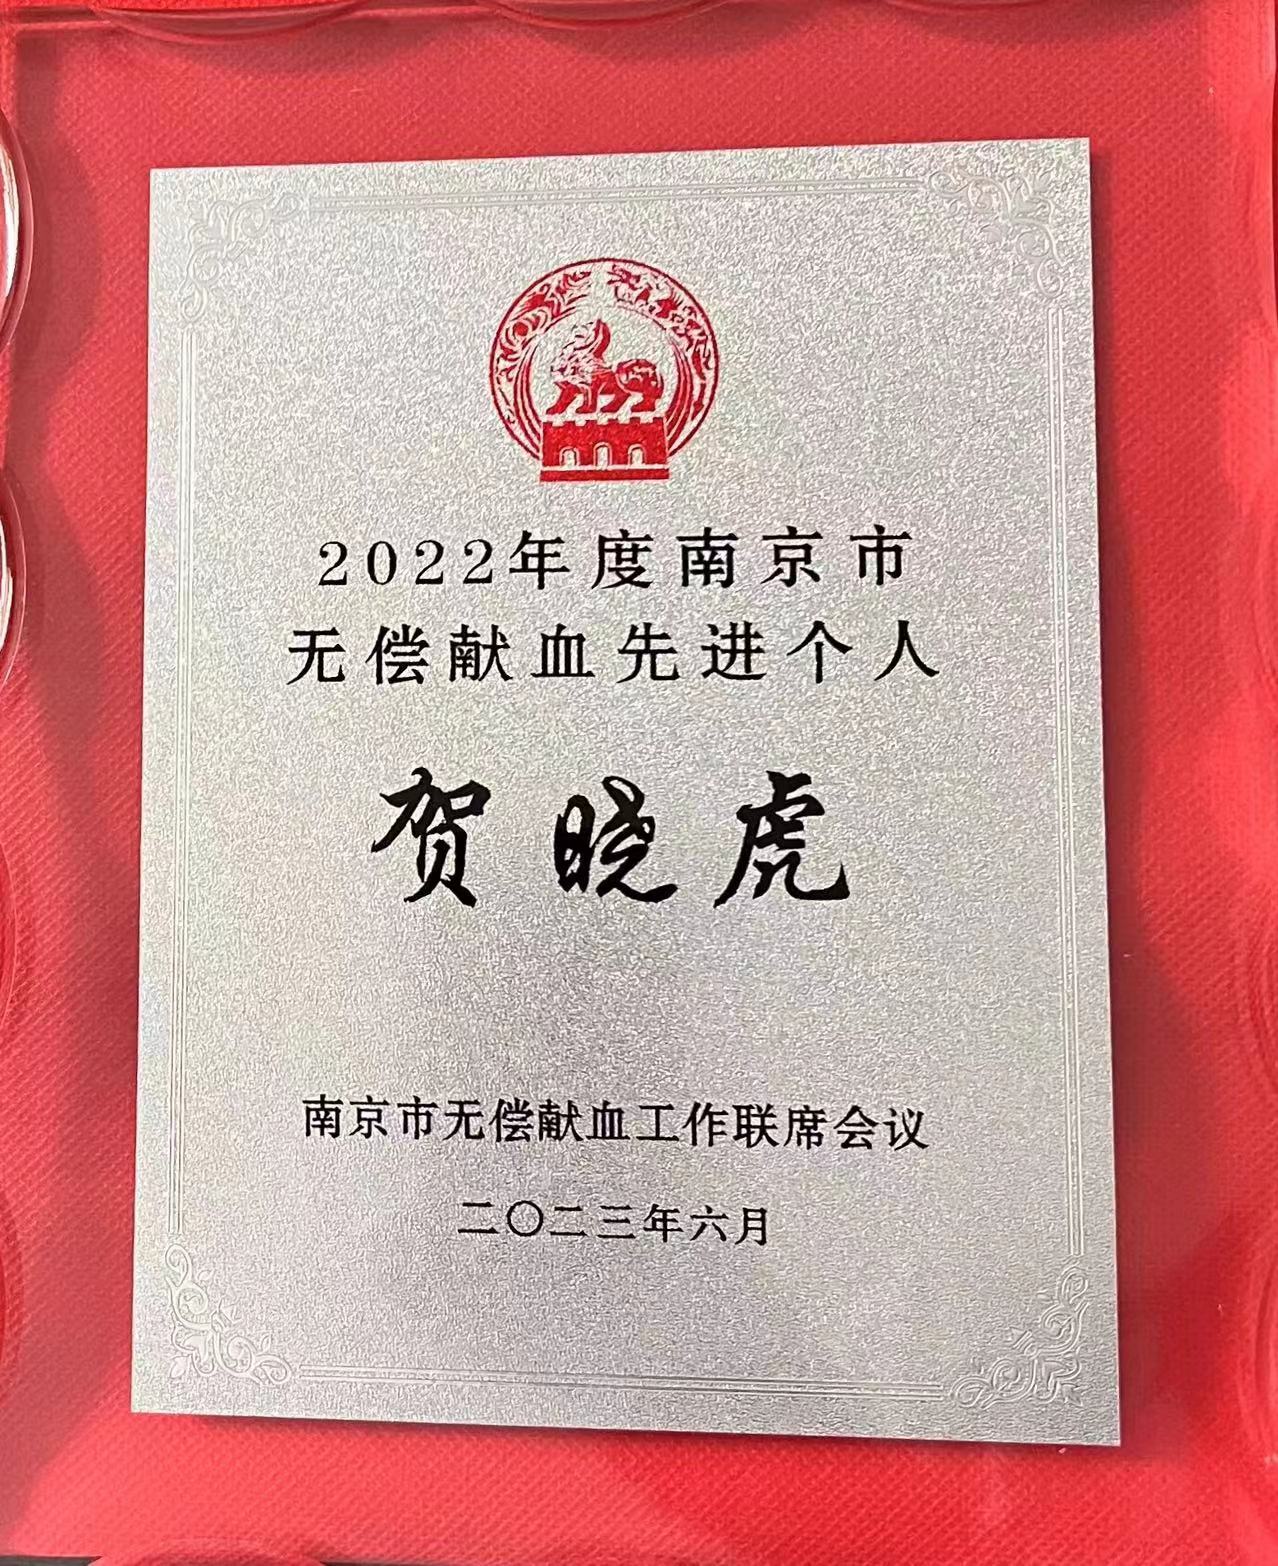 2022年度南京市
无偿献血先进个人
贺晓虎
南京市无偿献血工作联席会议
二〇二三年六月